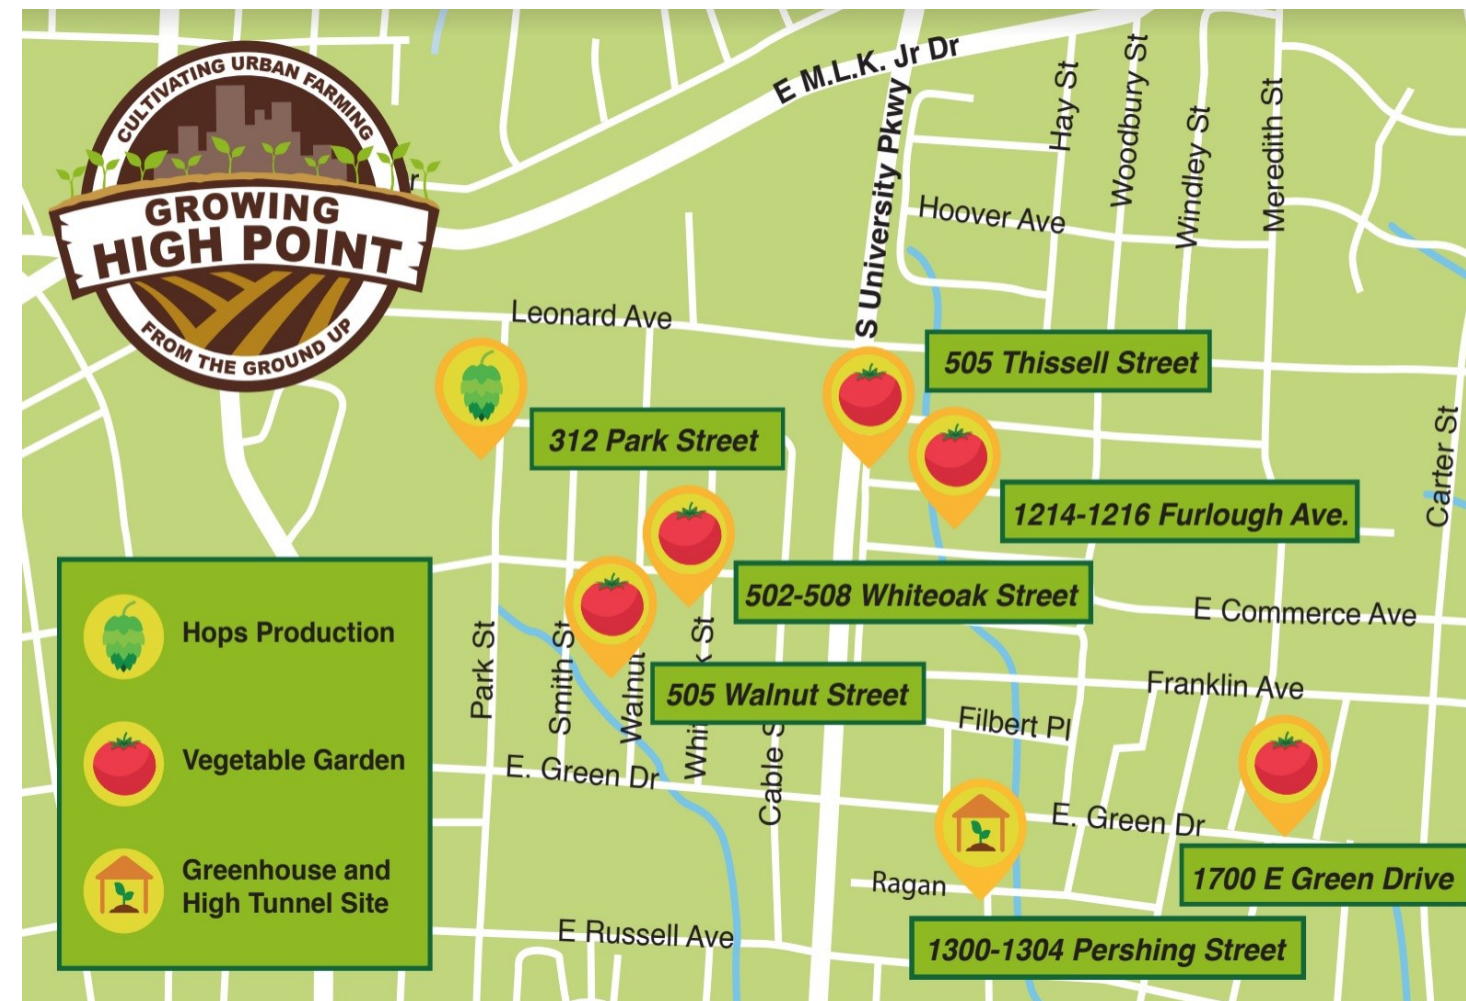 CULTIVATING URBAN FARMING
GROWING
HIGH POINT
FROM THE GROUND UP
E M.L.K. Jr Dr
S University Pkwy
Hay St
Woodbury St
Windley St
Meredith St
Hoover Ave
Leonard Ave
505 Thissell Street
312 Park Street
Carter St
1214-1216 Furlough Ave.
502-508 Whiteoak Street
E Commerce Ave
Hops Production
Park St
Smith St
Walnut
St
505 Walnut Street
Franklin Ave
Filbert Pl
Vegetable Garden
E. Green Dr
Cable S
E. Green Dr
Greenhouse and
High Tunnel Site
Ragan
1700 E Green Drive
E Russell Ave
1300-1304 Pershing Street